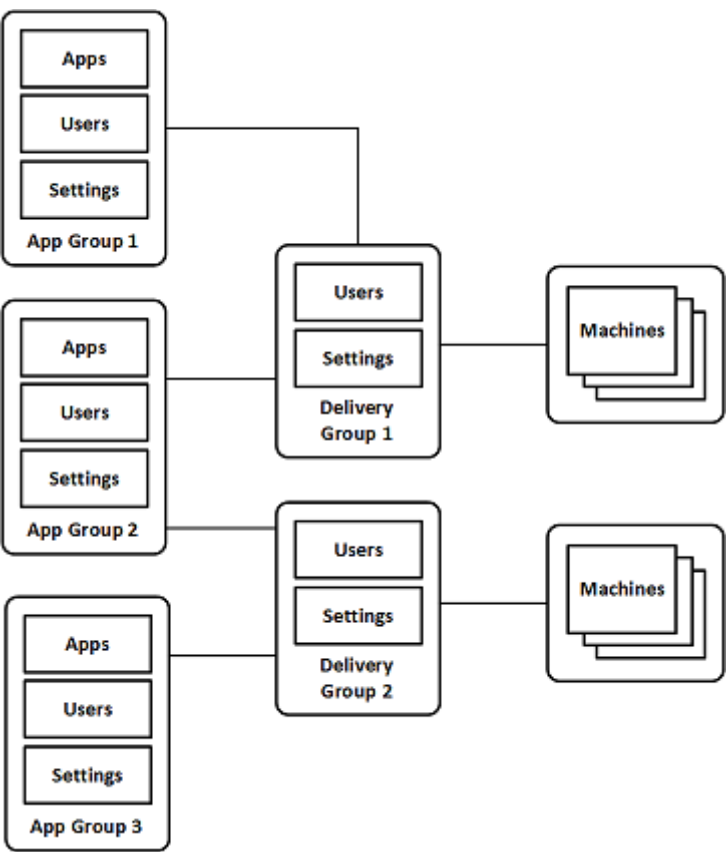 Apps
Users
Settings
App Group 1
Apps
Users
Settings
App Group 2
Apps
Users
Settings
App Group 3
Users
Settings
Delivery
Group 1
Users
Settings
Delivery
Group 2
Machines
Machines